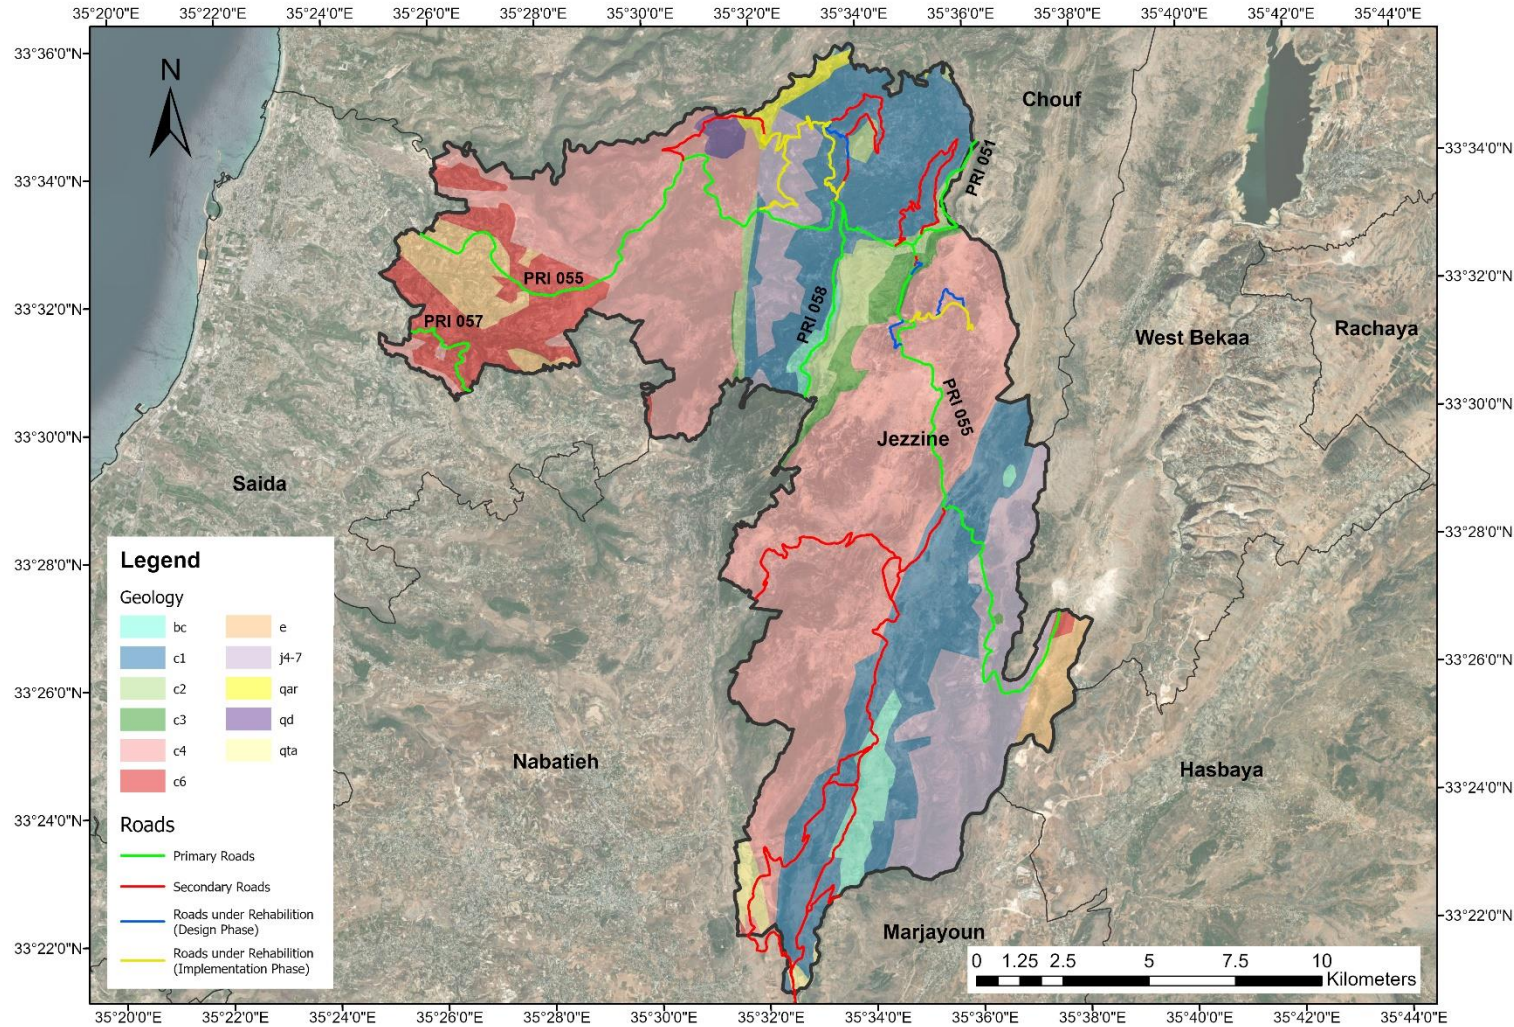 35°20'0"E 35°22'0"E 35°24'0"E 35°26'0"E 35°28'0"E 35°30'0"E 35°32'0"E 35°34'0"E 35°36'0"E 35°38'0"E 35°40'0"E 35°42'0"E 35°44'0"E
33°36'0"N
N
Chouf
33°34'0"N
33°34'0"N
PRI 051
33°32'0"N
PRI 055
33°32'0"N
PRI 057
PRI 058
West Bekaa
Rachaya
33°30'0"N
PRI 055
33°30'0"N
Jezzine
Saida
33°28'0"N
33°28'0"N
Legend
Geology
bc e
c1 j4-7
c2 qar
c3 qd
c4 qta
c6
33°26'0"N
33°26'0"N
Nabatieh
Hasbaya
33°24'0"N
33°24'0"N
Roads
Primary Roads
Secondary Roads
Roads under Rehabilition
(Design Phase)
Roads under Rehabilition
(Implementation Phase)
33°22'0"N
33°22'0"N
Marjayoun
0 1.25 2.5 5 7.5 10
Kilometers
35°20'0"E 35°22'0"E 35°24'0"E 35°26'0"E 35°28'0"E 35°30'0"E 35°32'0"E 35°34'0"E 35°36'0"E 35°38'0"E 35°40'0"E 35°42'0"E 35°44'0"E